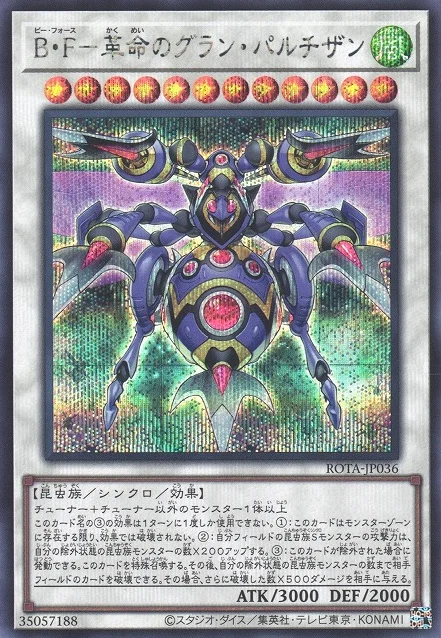 ビー・フォース かくめい
B・F－革命のグラン・パルチザン
ROTA-JP036
【昆虫族／シンクロ／効果】
チューナー＋チューナー以外のモンスター1体以上
このカード名の③の効果は1ターンに1度しか使用できない。①：このカードはモンスターゾーン
に存在する限り、効果では破壊されない。②：自分フィールドの昆虫族Sモンスターの攻撃力は、
自分の除外状態の昆虫族モンスターの数×200アップする。③：このカードが除外された場合に
発動できる。このカードを特殊召喚する。その後、自分の除外状態の昆虫族モンスターの数まで相手
フィールドのカードを破壊できる。その場合、さらに破壊した数×500ダメージを相手に与える。
ATK/3000 DEF/2000
35057188
©スタジオ・ダイス／集英社・テレビ東京・KONAMI